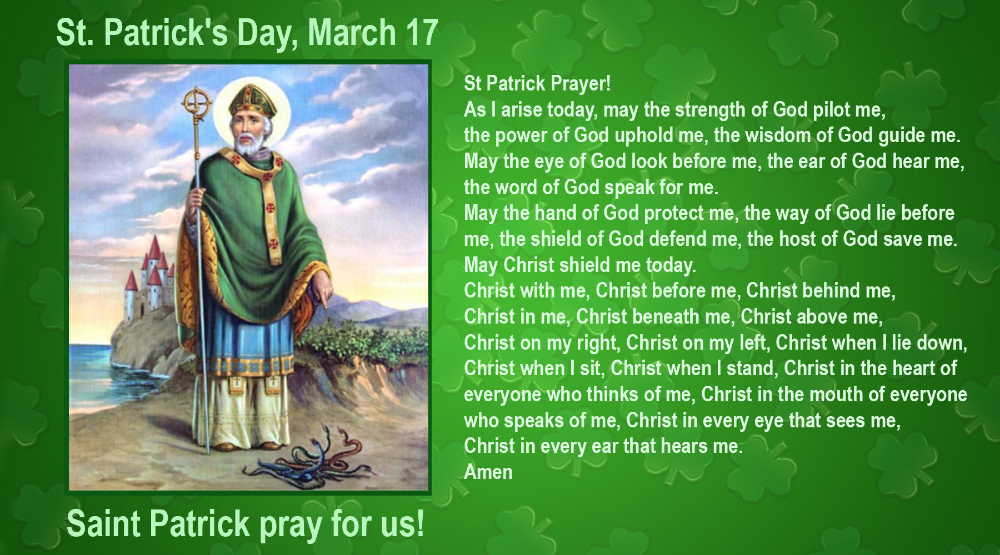 St. Patrick's Day, March 17
St Patrick Prayer!
As I arise today, may the strength of God pilot me,
the power of God uphold me, the wisdom of God guide me.
May the eye of God look before me, the ear of God hear me,
the word of God speak for me.
May the hand of God protect me, the way of God lie before
me, the shield of God defend me, the host of God save me.
May Christ shield me today.
Christ with me, Christ before me, Christ behind me,
Christ in me, Christ beneath me, Christ above me,
Christ on my right, Christ on my left, Christ when I lie down,
Christ when I sit, Christ when I stand, Christ in the heart of
everyone who thinks of me, Christ in the mouth of everyone
who speaks of me, Christ in every eye that sees me,
Christ in every ear that hears me.
Amen
Saint Patrick pray for us!